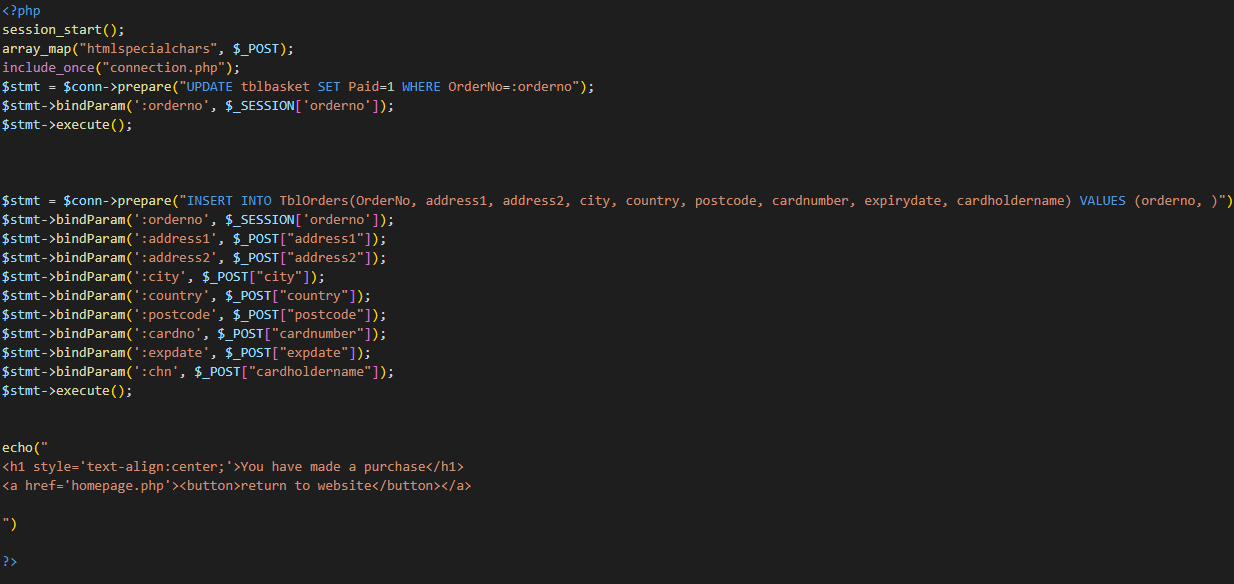 <?php
session_start();
array_map("htmlspecialchars", $_POST);
include_once("connection.php");
$stmt = $conn->prepare("UPDATE tblbasket SET Paid=1 WHERE OrderNo=:orderno");
$stmt->bindParam(':orderno', $_SESSION['orderno']);
$stmt->execute();
$stmt = $conn->prepare("INSERT INTO TblOrders(OrderNo, address1, address2, city, country, postcode, cardnumber, expirydate, cardholdername) VALUES (orderno, )")
$stmt->bindParam(':orderno', $_SESSION['orderno']);
$stmt->bindParam(':address1', $_POST["address1"]);
$stmt->bindParam(':address2', $_POST["address2"]);
$stmt->bindParam(':city', $_POST["city"]);
$stmt->bindParam(':country', $_POST["country"]);
$stmt->bindParam(':postcode', $_POST["postcode"]);
$stmt->bindParam(':cardno', $_POST["cardnumber"]);
$stmt->bindParam(':expdate', $_POST["expdate"]);
$stmt->bindParam(':chn', $_POST["cardholdername"]);
$stmt->execute();
echo("
<h1 style='text-align:center;'>You have made a purchase</h1>
<a href='homepage.php'><button>return to website</button></a>
")
?>